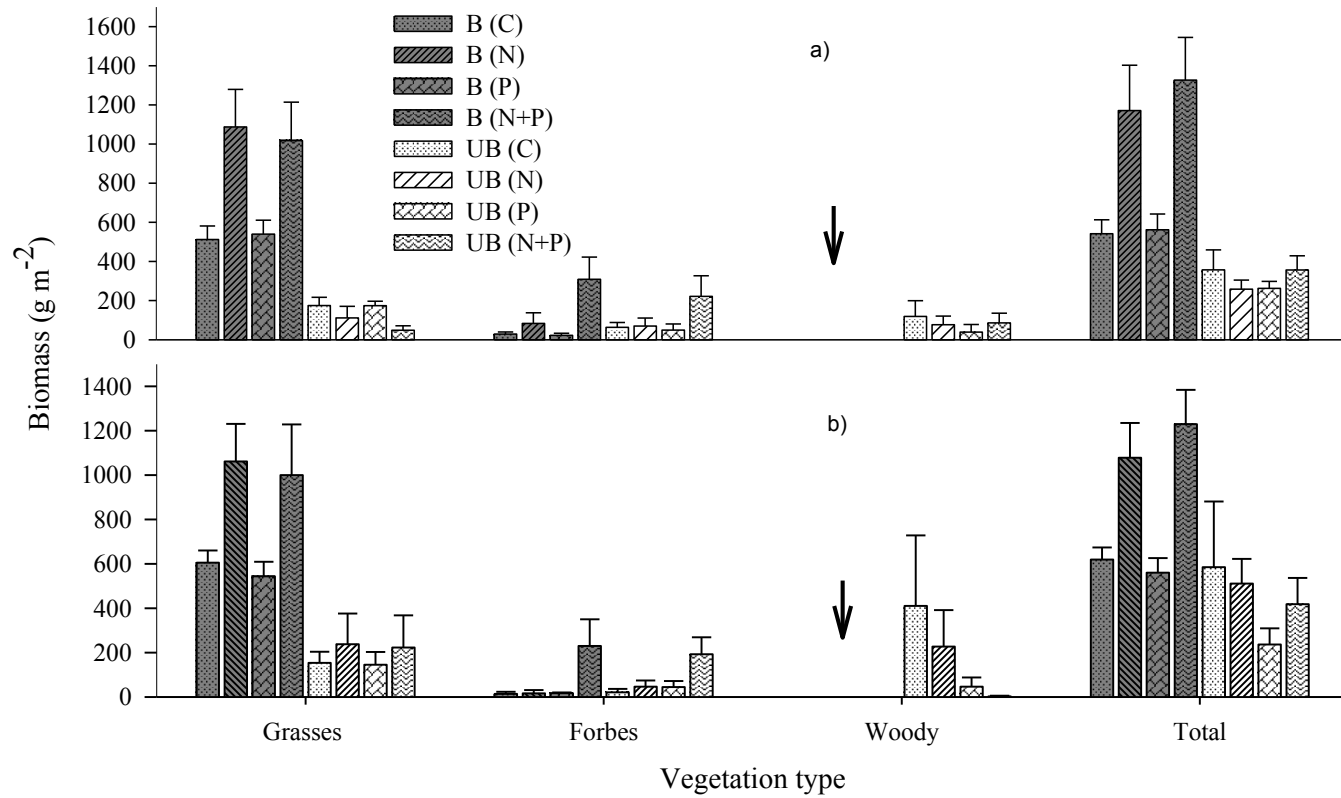 1600
1400
1200
1000
800
600
400
200
0
B (C)
B (N)
B (P)
B (N+P)
UB (C)
UB (N)
UB (P)
UB (N+P)
a)
Biomass (g m⁻²)
1400
1200
1000
800
600
400
200
0
b)
Grasses Forbes Woody Total
Vegetation type